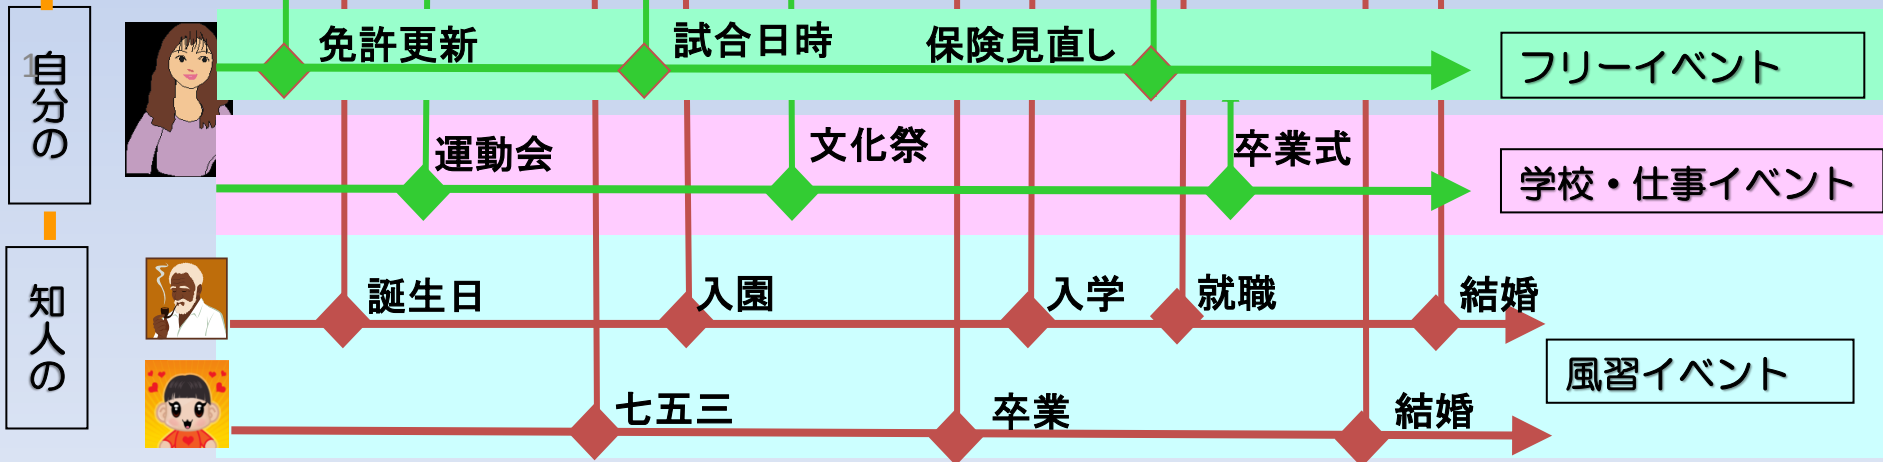 1
自分の
免許更新
試合日時
保険見直し
フリーイベント
運動会
文化祭
卒業式
学校・仕事イベント
知人の
誕生日
入園
入学
就職
結婚
風習イベント
七五三
卒業
結婚